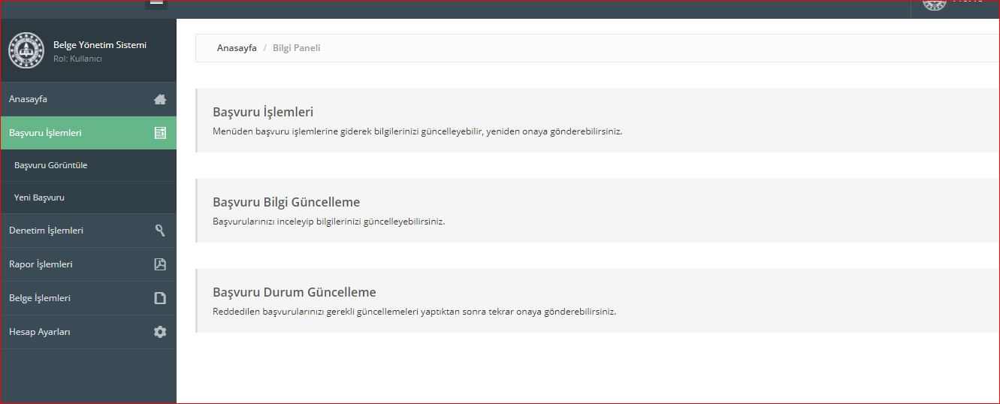 Belge Yönetim Sistemi
Rol: Kullanıcı
Anasayfa
Başvuru İşlemleri
Başvuru Görüntüle
Yeni Başvuru
Denetim İşlemleri
Rapor İşlemleri
Belge İşlemleri
Hesap Ayarları
Anasayfa / Bilgi Paneli
Başvuru İşlemleri
Menüden başvuru işlemlerine giderek bilgilerinizi güncelleyebilir, yeniden onaya gönderebilirsiniz.
Başvuru Bilgi Güncelleme
Başvurularınızı inceleyip bilgilerinizi güncelleyebilirsiniz.
Başvuru Durum Güncelleme
Reddedilen başvurularınızı gerekli güncellemeleri yaptıktan sonra tekrar onaya gönderebilirsiniz.